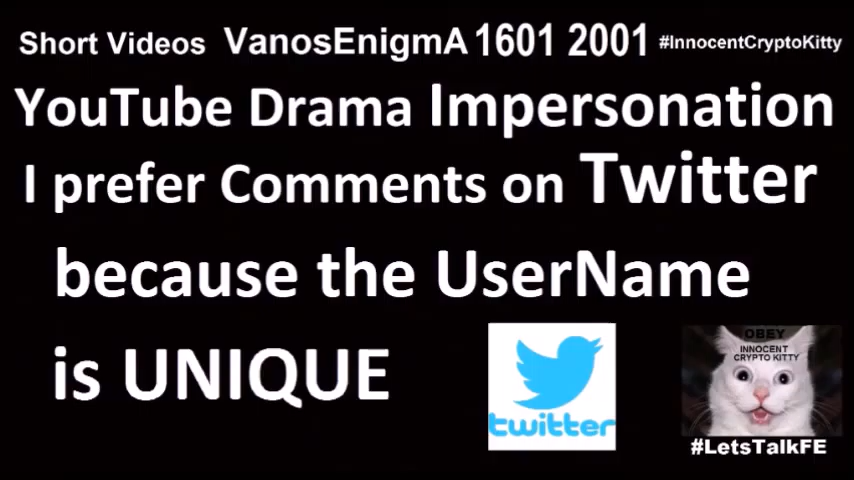 Short Videos VanosEnigmA 1601 2001 #InnocentCryptoKitty
YouTube Drama Impersonation
I prefer Comments on Twitter
because the UserName
is UNIQUE
twitter
OBEY
INNOCENT
CRYPTO KITTY
#LetsTalkFE